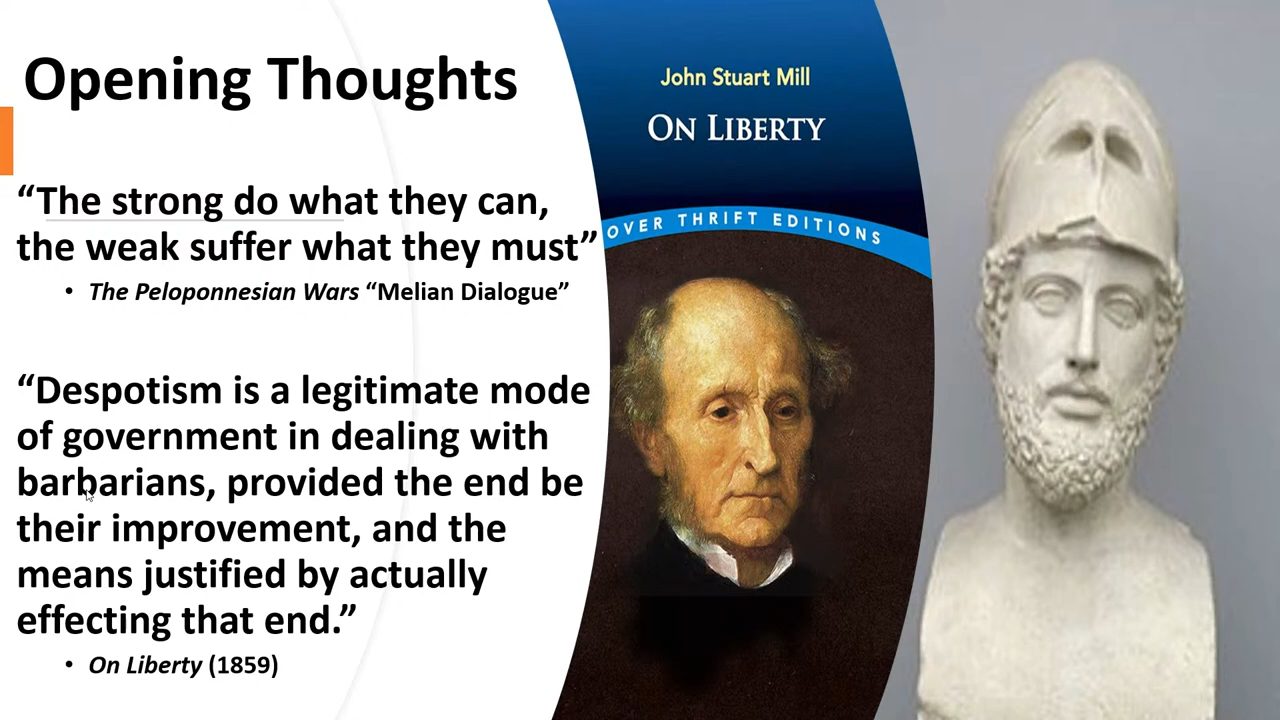 Opening Thoughts
“The strong do what they can,
the weak suffer what they must”
• The Peloponnesian Wars “Melian Dialogue”
“Despotism is a legitimate mode
of government in dealing with
barbarians, provided the end be
their improvement, and the
means justified by actually
effecting that end.”
• On Liberty (1859)
John Stuart Mill
ON LIBERTY
OVER THRIFT EDITIONS